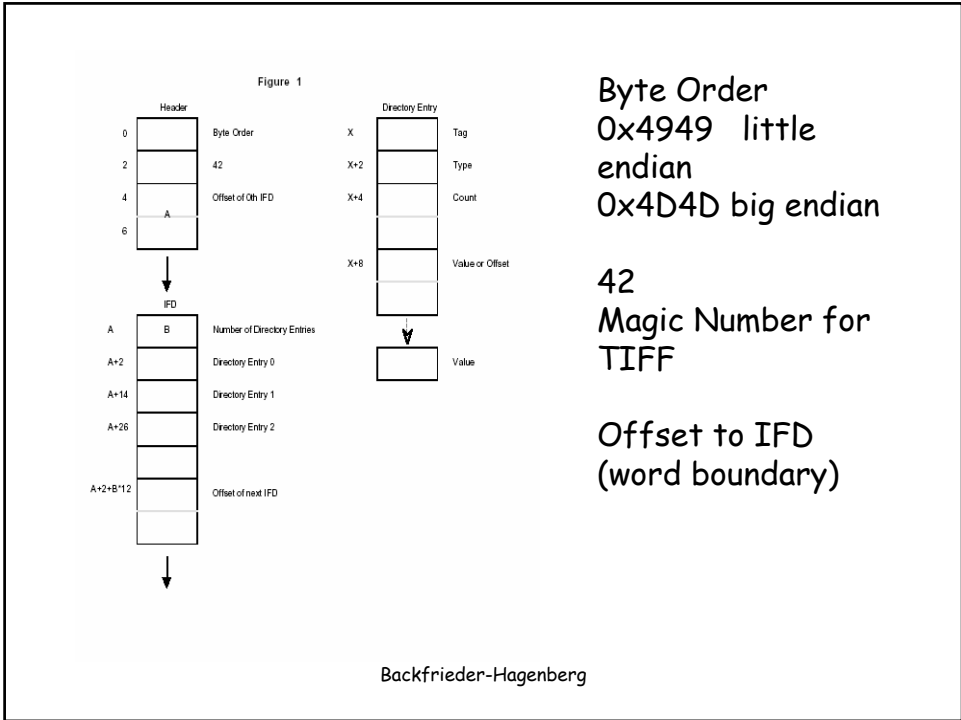 Figure 1
Header
0 Byte Order
2 42
4 Offset of 0th IFD
A
6
IFD
A B Number of Directory Entries
A+2 Directory Entry 0
A+14 Directory Entry 1
A+26 Directory Entry 2
A+2+B*12 Offset of next IFD
Directory Entry
X Tag
X+2 Type
X+4 Count
X+8 Value or Offset
Value
Byte Order
0x4949 little
endian
0x4D4D big endian
42
Magic Number for
TIFF
Offset to IFD
(word boundary)
Backfrieder-Hagenberg